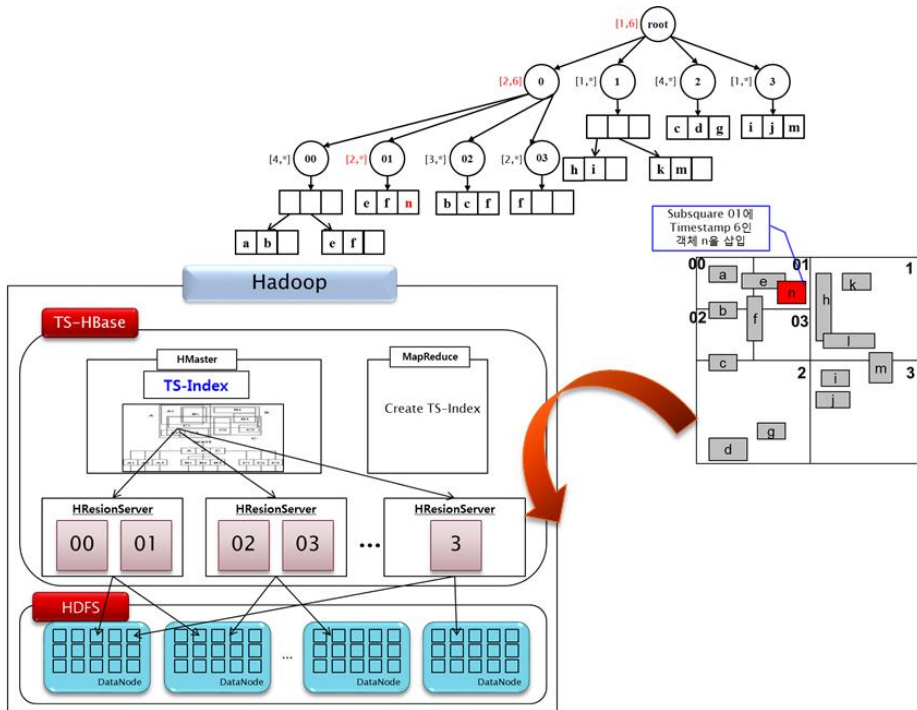 [1,6] root
[2,6] 0
[1,*] 1
[4,*] 2
[1,*] 3
c d g
i j m
[4,*] 00
[2,*] 01
[3,*] 02
[2,*] 03
h i
k m
e f n
b c f
f
a b
e f
Subsquare 01에
Timestamp 6인
객체 n을 삽입
00 01 1
a e n h k
02 b f 03 l
c 2 i m 3
j
d g
Hadoop
TS-HBase
HMaster
TS-Index
MapReduce
Create TS-Index
HResionServer
00 01
HResionServer
02 03
...
HResionServer
3
HDFS
DataNode
DataNode
...
DataNode
DataNode